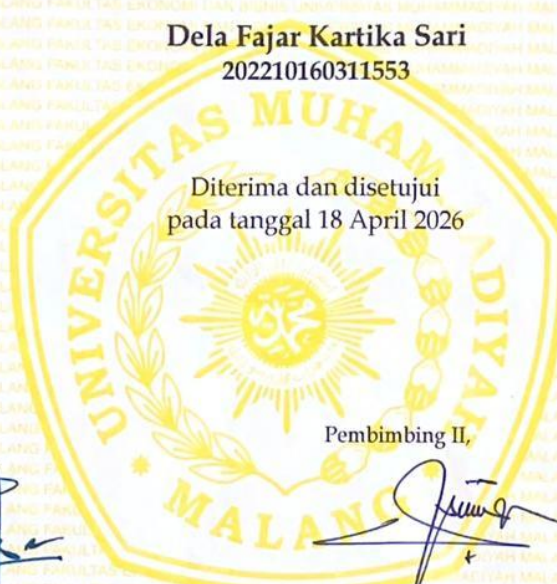 Dela Fajar Kartika Sari
202210160311553
UNIVERSITAS MUHAMMADIYAH
Diterima dan disetujui
pada tanggal 18 April 2026
Pembimbing II,
MALANG